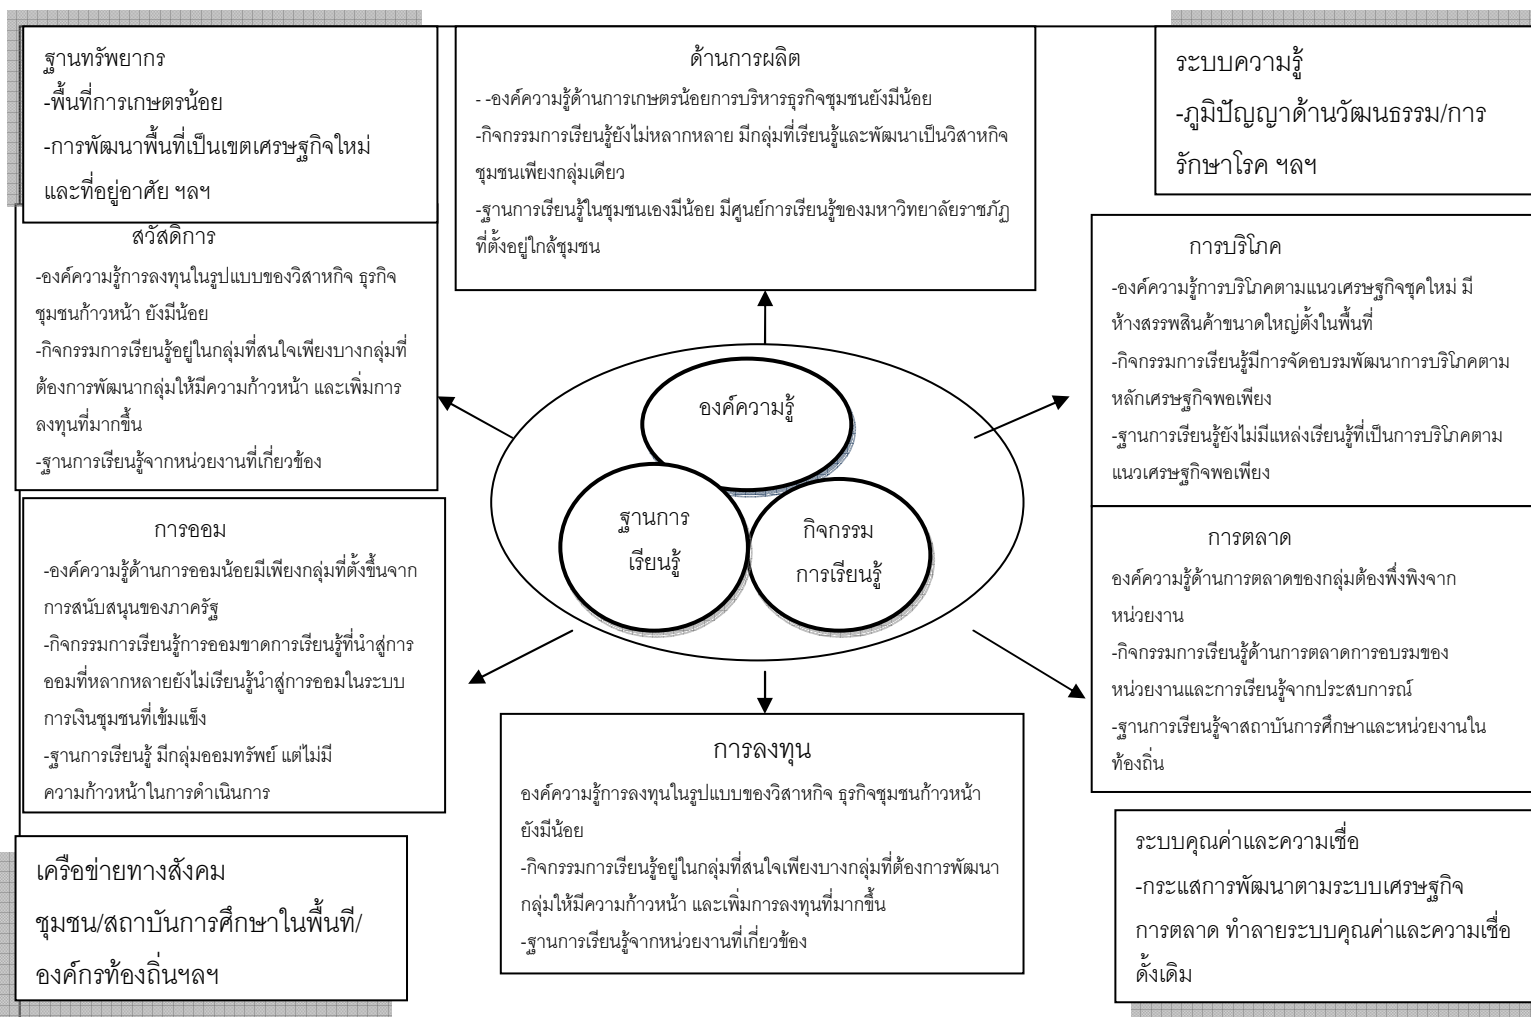 ฐานทรัพยากร
-พื้นที่การเกษตรน้อย
-การพัฒนาพื้นที่เป็นเขตเศรษฐกิจใหม่
และที่อยู่อาศัย ฯลฯ
ด้านการผลิต
- -องค์ความรู้ด้านการเกษตรน้อยการบริหารธุรกิจชุมชนยังมีน้อย
-กิจกรรมการเรียนรู้ยังไม่หลากหลาย มีกลุ่มที่เรียนรู้และพัฒนาเป็นวิสาหกิจ
ชุมชนเพียงกลุ่มเดียว
-ฐานการเรียนรู้ในชุมชนเองมีน้อย มีศูนย์การเรียนรู้ของมหาวิทยาลัยราชภัฏ
ที่ตั้งอยู่ใกล้ชุมชน
ระบบความรู้
-ภูมิปัญญาด้านวัฒนธรรม/การ
รักษาโรค ฯลฯ
สวัสดิการ
-องค์ความรู้การลงทุนในรูปแบบของวิสาหกิจ ธุรกิจ
ชุมชนก้าวหน้า ยังมีน้อย
-กิจกรรมการเรียนรู้อยู่ในกลุ่มที่สนใจเพียงบางกลุ่มที่
ต้องการพัฒนากลุ่มให้มีความก้าวหน้า และเพิ่มการ
ลงทุนที่มากขึ้น
-ฐานการเรียนรู้จากหน่วยงานที่เกี่ยวข้อง
การบริโภค
-องค์ความรู้การบริโภคตามแนวเศรษฐกิจชุคใหม่ มี
ห้างสรรพสินค้าขนาดใหญ่ตั้งในพื้นที่
-กิจกรรมการเรียนรู้มีการจัดอบรมพัฒนาการบริโภคตาม
หลักเศรษฐกิจพอเพียง
-ฐานการเรียนรู้ยังไม่มีแหล่งเรียนรู้ที่เป็นการบริโภคตาม
แนวเศรษฐกิจพอเพียง
องค์ความรู้
ฐานการ
เรียนรู้
กิจกรรม
การเรียนรู้
การออม
-องค์ความรู้ด้านการออมน้อยมีเพียงกลุ่มที่ตั้งขึ้นจาก
การสนับสนุนของภาครัฐ
-กิจกรรมการเรียนรู้การออมขาดการเรียนรู้ที่นำสู่การ
ออมที่หลากหลายยังไม่เรียนรู้นำสู่การออมในระบบ
การเงินชุมชนที่เข้มแข็ง
-ฐานการเรียนรู้ มีกลุ่มออมทรัพย์ แต่ไม่มี
ความก้าวหน้าในการดำเนินการ
การตลาด
องค์ความรู้ด้านการตลาดของกลุ่มต้องพึ่งพิงจาก
หน่วยงาน
-กิจกรรมการเรียนรู้ด้านการตลาดการอบรมของ
หน่วยงานและการเรียนรู้จากประสบการณ์
-ฐานการเรียนรู้จาสถาบันการศึกษาและหน่วยงานใน
ท้องถิ่น
การลงทุน
องค์ความรู้การลงทุนในรูปแบบของวิสาหกิจ ธุรกิจชุมชนก้าวหน้า
ยังมีน้อย
-กิจกรรมการเรียนรู้อยู่ในกลุ่มที่สนใจเพียงบางกลุ่มที่ต้องการพัฒนา
กลุ่มให้มีความก้าวหน้า และเพิ่มการลงทุนที่มากขึ้น
-ฐานการเรียนรู้จากหน่วยงานที่เกี่ยวข้อง
เครือข่ายทางสังคม
ชุมชน/สถาบันการศึกษาในพื้นที่/
องค์กรท้องถิ่นฯลฯ
ระบบคุณค่าและความเชื่อ
-กระแสการพัฒนาตามระบบเศรษฐกิจ
การตลาด ทำลายระบบคุณค่าและความเชื่อ
ดั้งเดิม